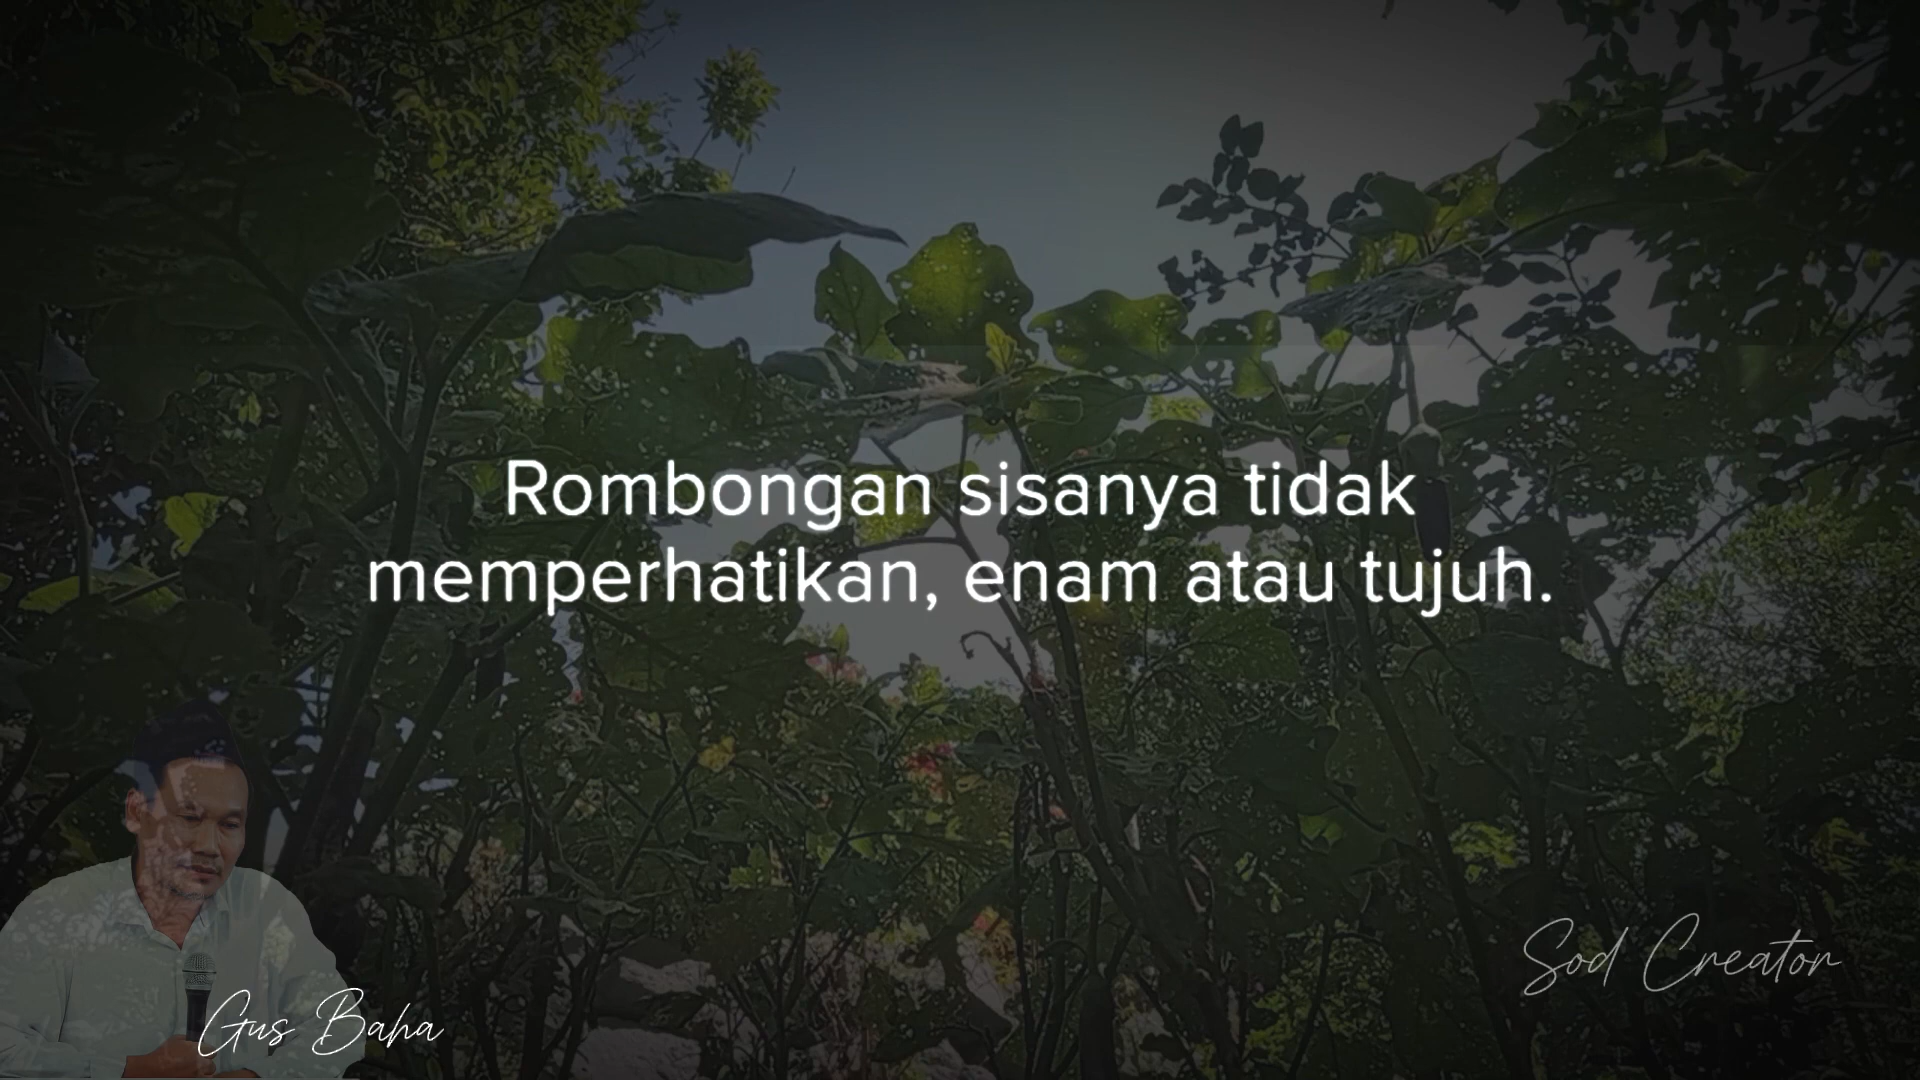 Rombongan sisanya tidak
memperhatikan, enam atau tujuh.
Gus Baha
Sod Creator